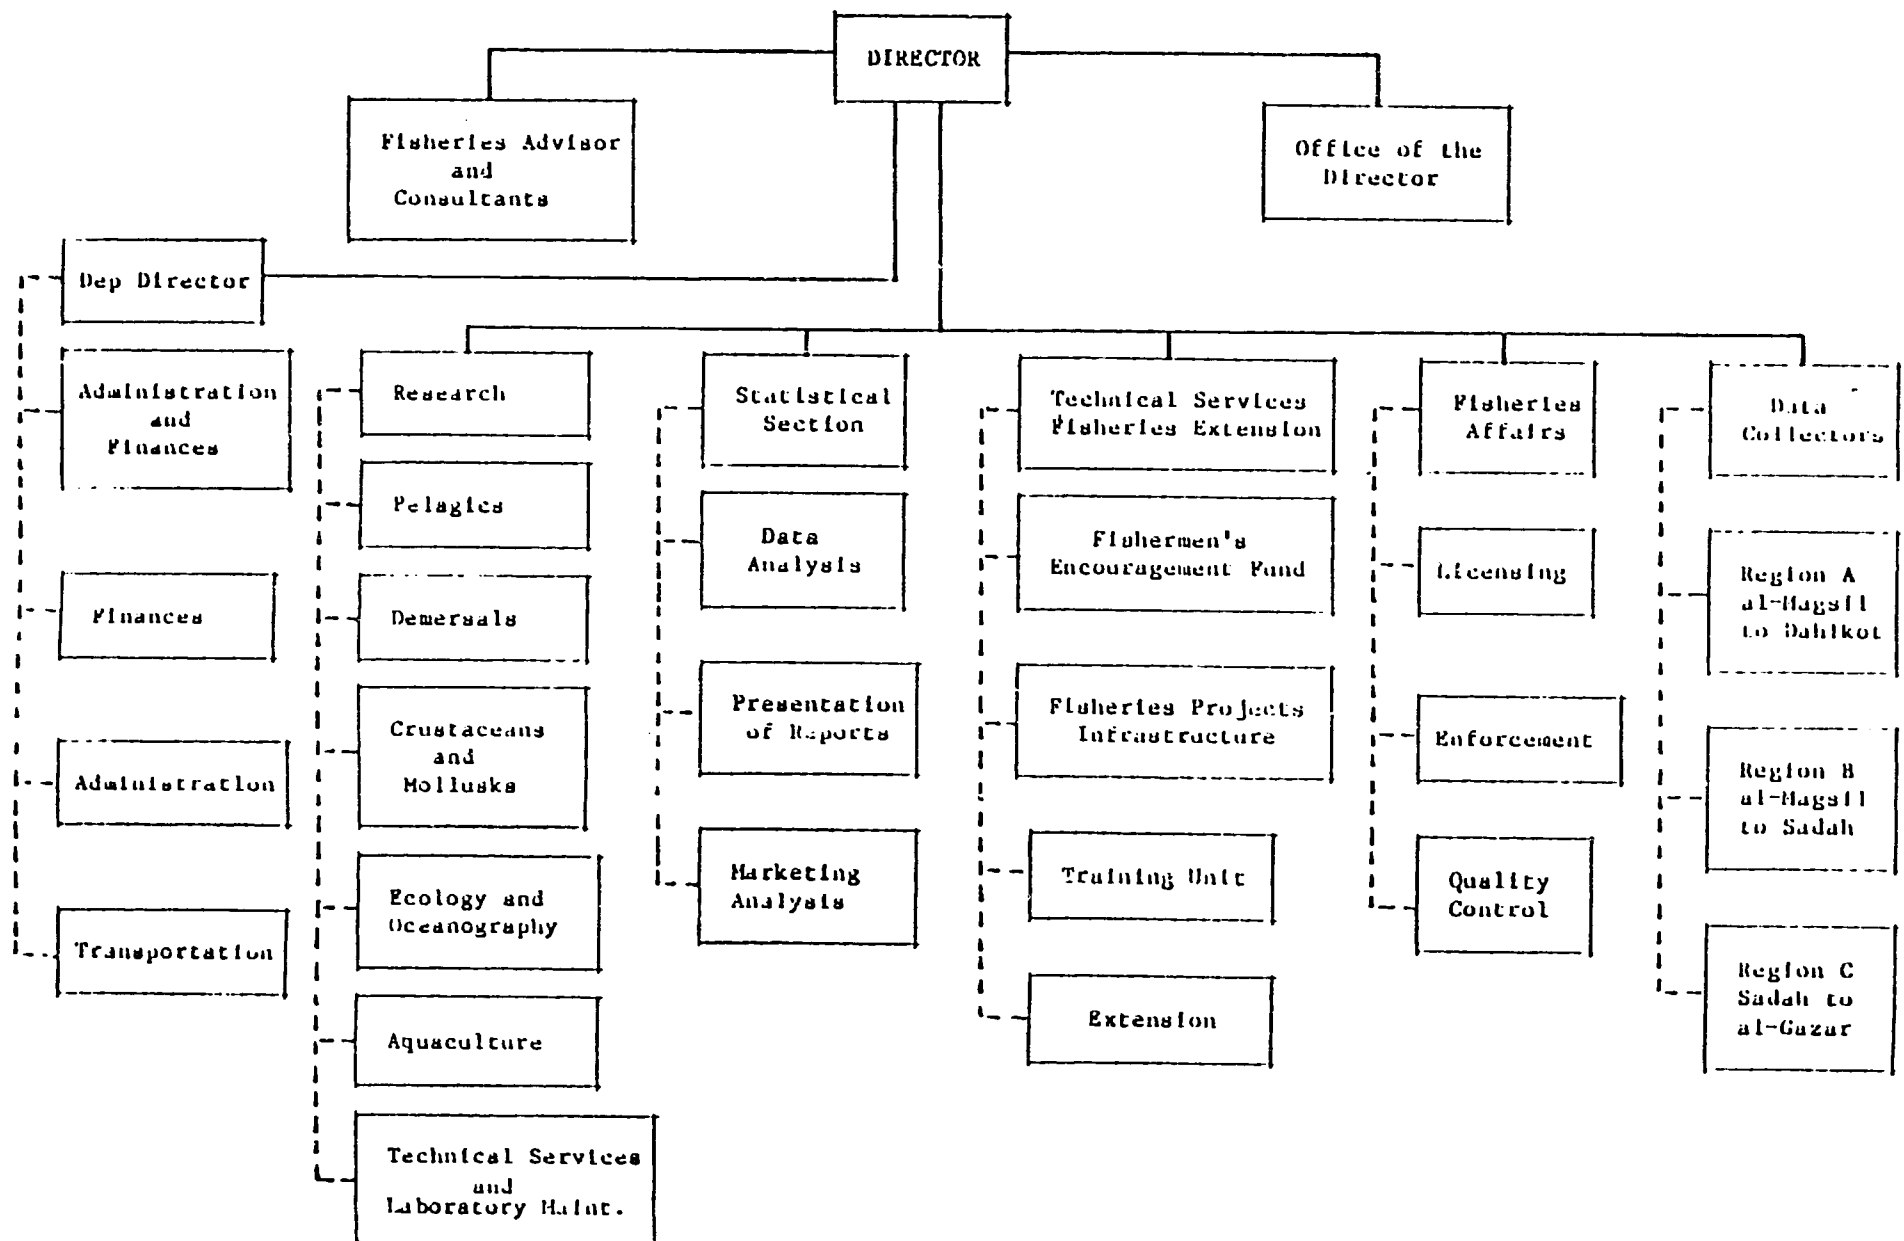 DIRECTOR
Fisheries Advisor
and
Consultants
Office of the
Director
Dep Director
Administration
and
Finances
Finances
Administration
Transportation
Research
Pelagics
Demersals
Crustaceans
and
Mollusks
Ecology and
Oceanography
Aquaculture
Technical Services
and
Laboratory Maint.
Statistical
Section
Data
Analysis
Presentation
of Reports
Marketing
Analysis
Technical Services
Fisheries Extension
Fishermen's
Encouragement Fund
Fisheries Projects
Infrastructure
Training Unit
Extension
Fisheries
Affairs
Licensing
Enforcement
Quality
Control
Data
Collectors
Region A
al-Magsil
to Dahlkot
Region B
al-Magsil
to Sadah
Region C
Sadah to
al-Gazar